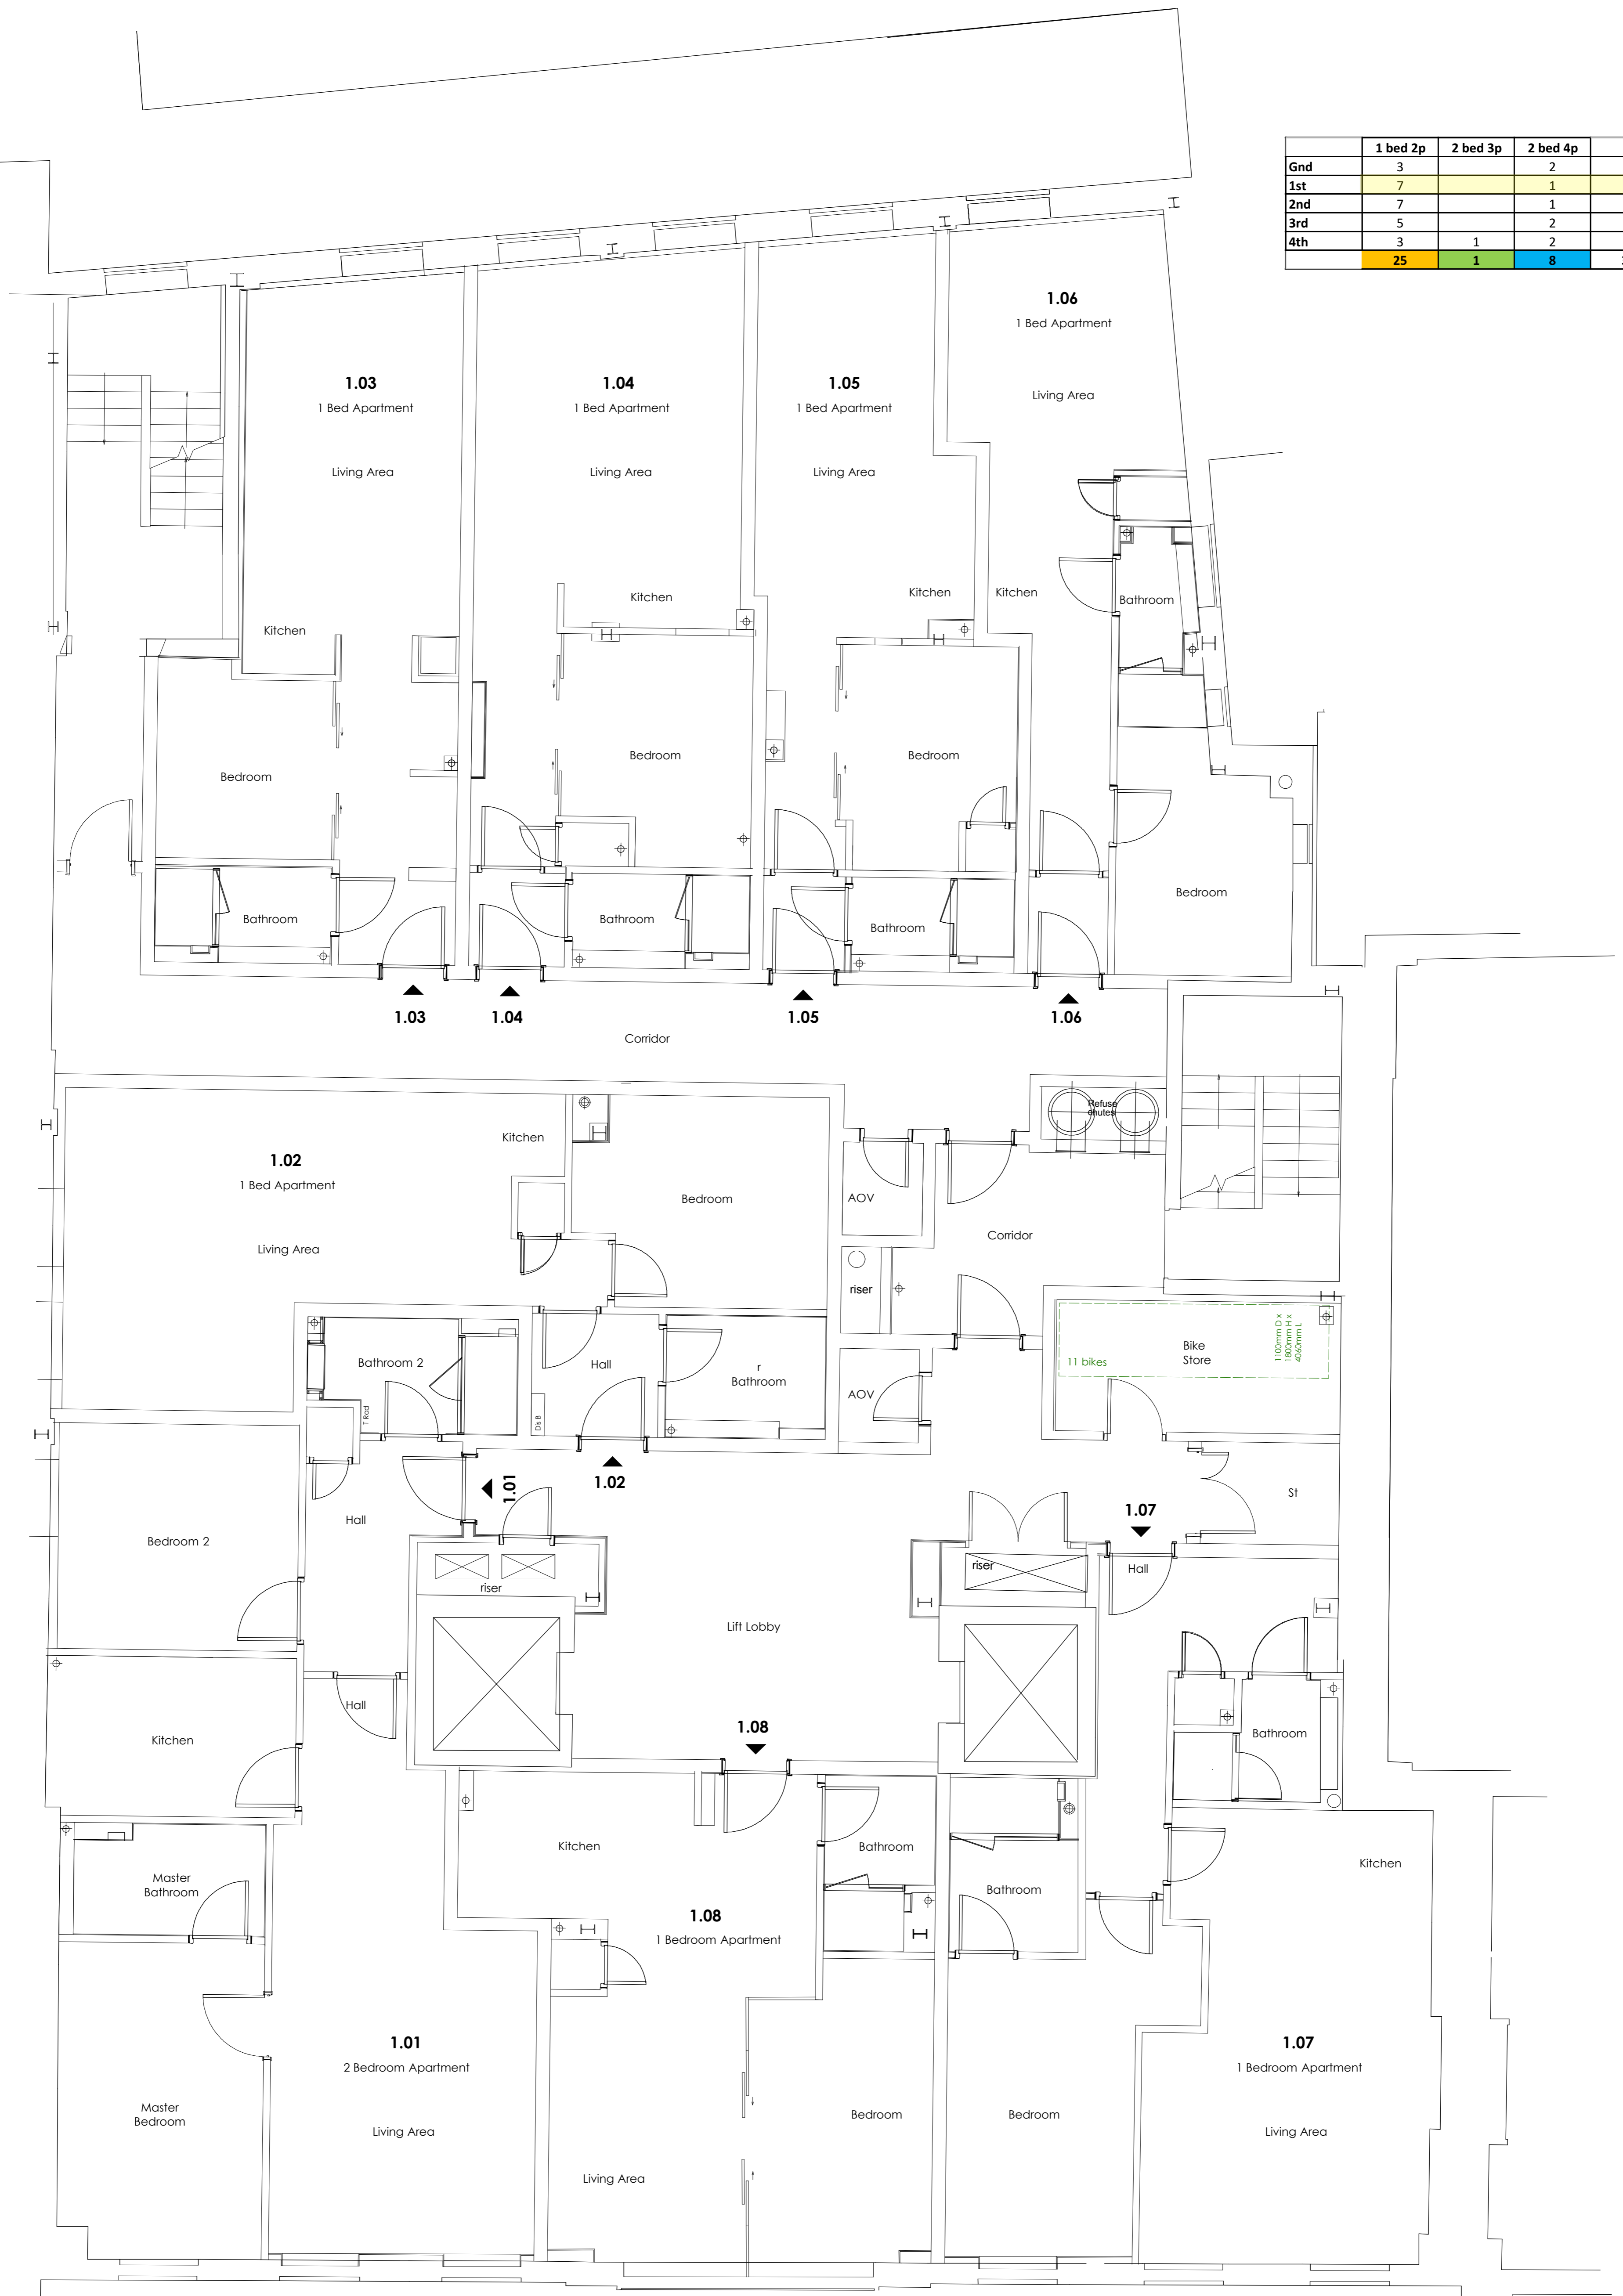 1 bed 2p 2 bed 3p 2 bed 4p
Gnd 3 2
1st 7 1
2nd 7 1
3rd 5 2
4th 3 1 2
25 1 8
1.06
1 Bed Apartment
Living Area
1.03
1 Bed Apartment
Living Area
1.04
1 Bed Apartment
Living Area
1.05
1 Bed Apartment
Living Area
Kitchen
Kitchen
Kitchen
Kitchen
Bathroom
Bedroom
Bedroom
Bedroom
Bedroom
Bathroom
Bathroom
Bathroom
1.03
1.04
1.05
1.06
Corridor
Refuse
chutes
Kitchen
1.02
1 Bed Apartment
Living Area
Bedroom
AOV
Corridor
riser
Bathroom 2
T Rad
Hall
Dis B
r
Bathroom
AOV
11 bikes
Bike
Store
1100mm D x
1800mm H x
4060mm L
1.01
1.02
1.07
St
Hall
Bedroom 2
riser
riser
Hall
Lift Lobby
Hall
Kitchen
1.08
Bathroom
Master
Bathroom
Kitchen
Bathroom
Bathroom
Kitchen
1.08
1 Bedroom Apartment
1.01
2 Bedroom Apartment
Living Area
1.07
1 Bedroom Apartment
Living Area
Master
Bedroom
Bedroom
Bedroom
Living Area